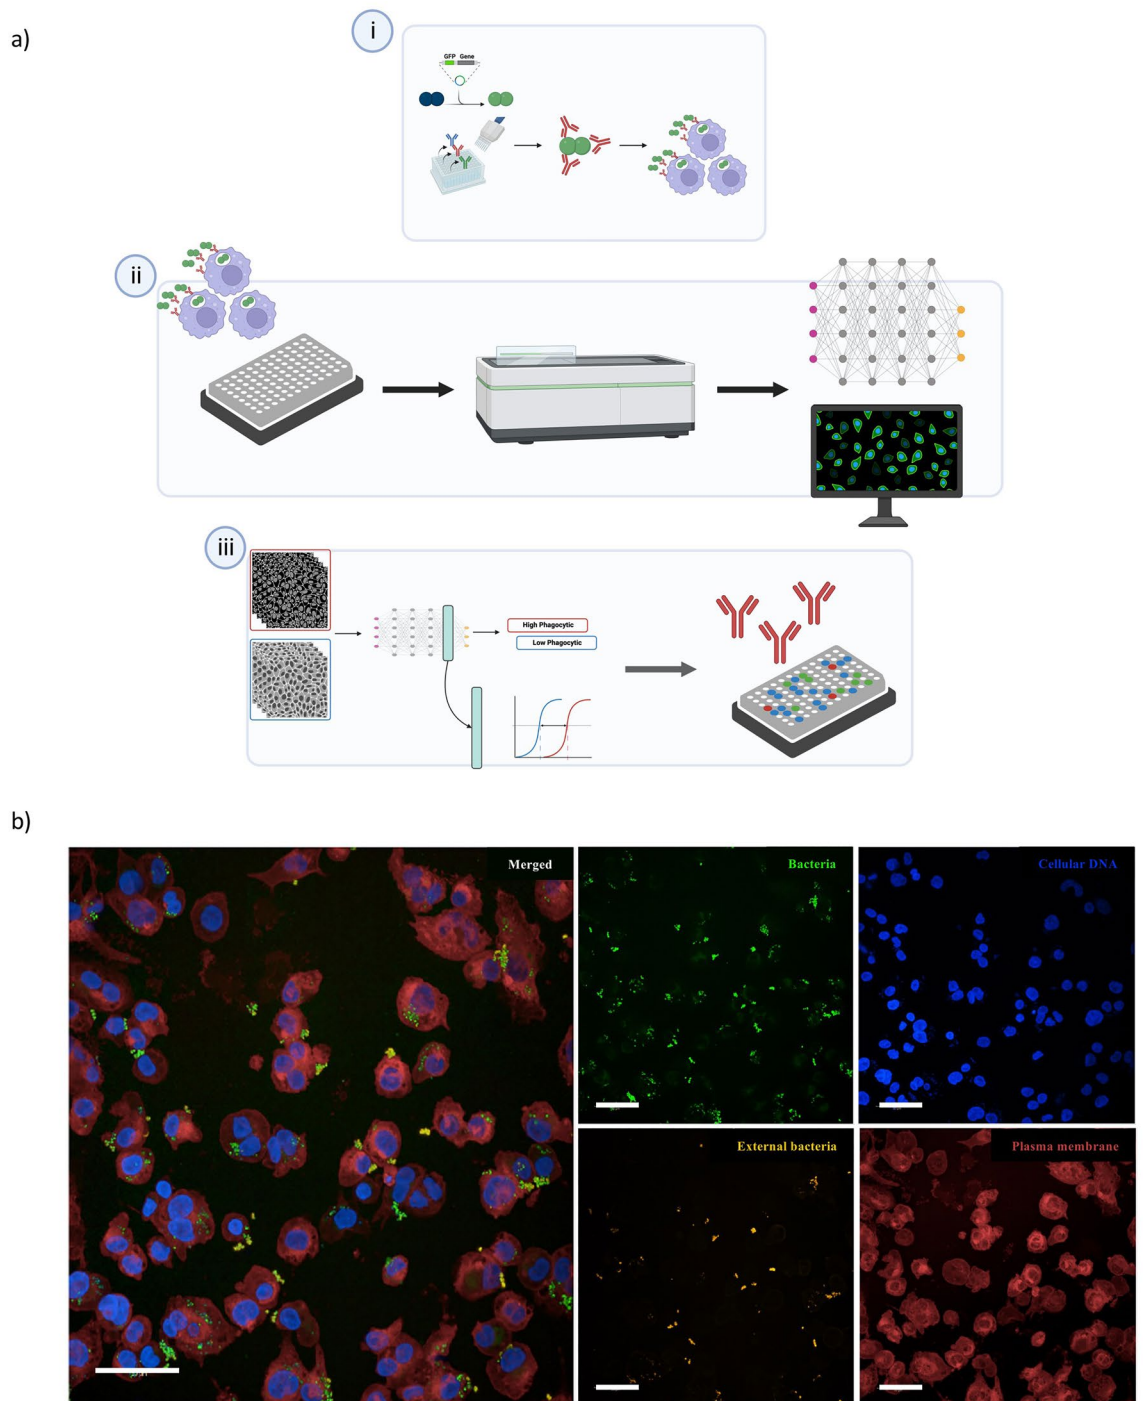 a)
i
GFP Gene
ii
iii
High Phagocytic
Low Phagocytic
b)
Merged
Bacteria
Cellular DNA
External bacteria
Plasma membrane